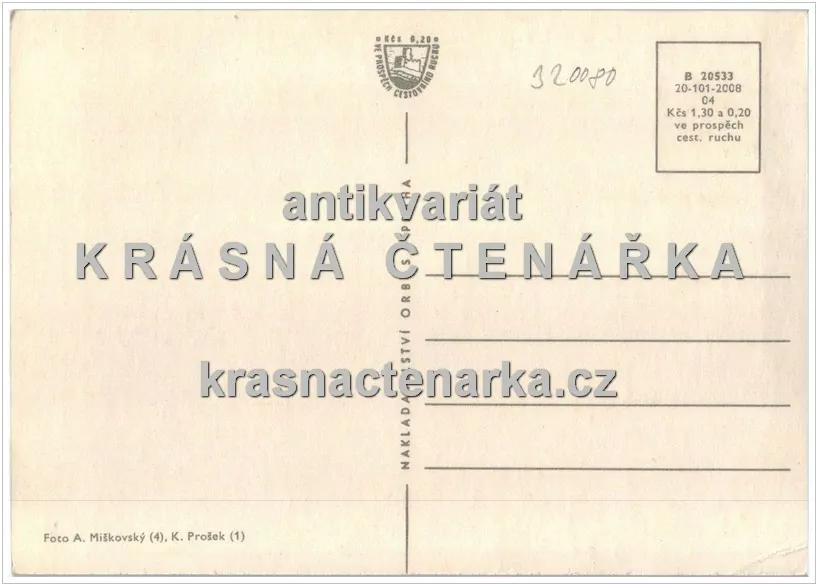 Kčs 0,20
VE PROSPĚCH CESTOVNÍHO RUCHU
320080
B 20533
20-101-2008
04
Kčs 1,30 a 0,20
ve prospěch
cest. ruchu
antikvariát
KRÁSNÁ ČTENÁŘKA
krasnactenarka.cz
NAKLADATELSTVÍ ORBIS, PRAHA
Foto A. Miškovský (4), K. Prošek (1)